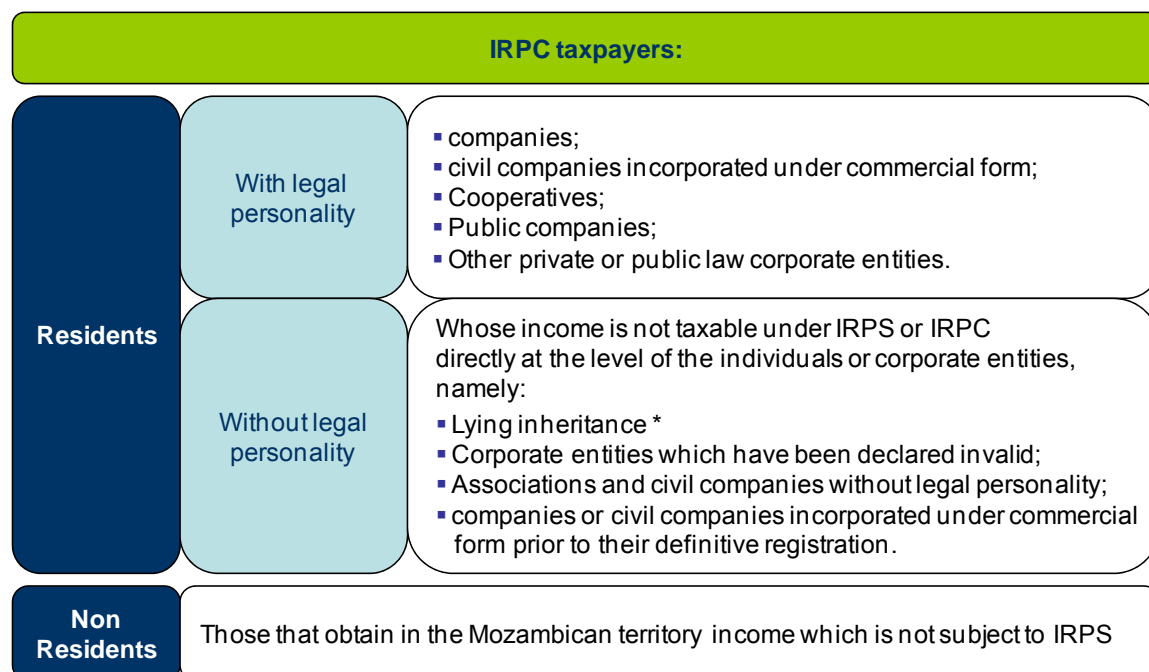 IRPC taxpayers:
Residents
With legal
personality
▪ companies;
▪ civil companies incorporated under commercial form;
▪ Cooperatives;
▪ Public companies;
▪ Other private or public law corporate entities.
Without legal
personality
Whose income is not taxable under IRPS or IRPC
directly at the level of the individuals or corporate entities,
namely:
▪ Lying inheritance *
▪ Corporate entities which have been declared invalid;
▪ Associations and civil companies without legal personality;
▪ companies or civil companies incorporated under commercial
form prior to their definitive registration.
Non
Residents
Those that obtain in the Mozambican territory income which is not subject to IRPS